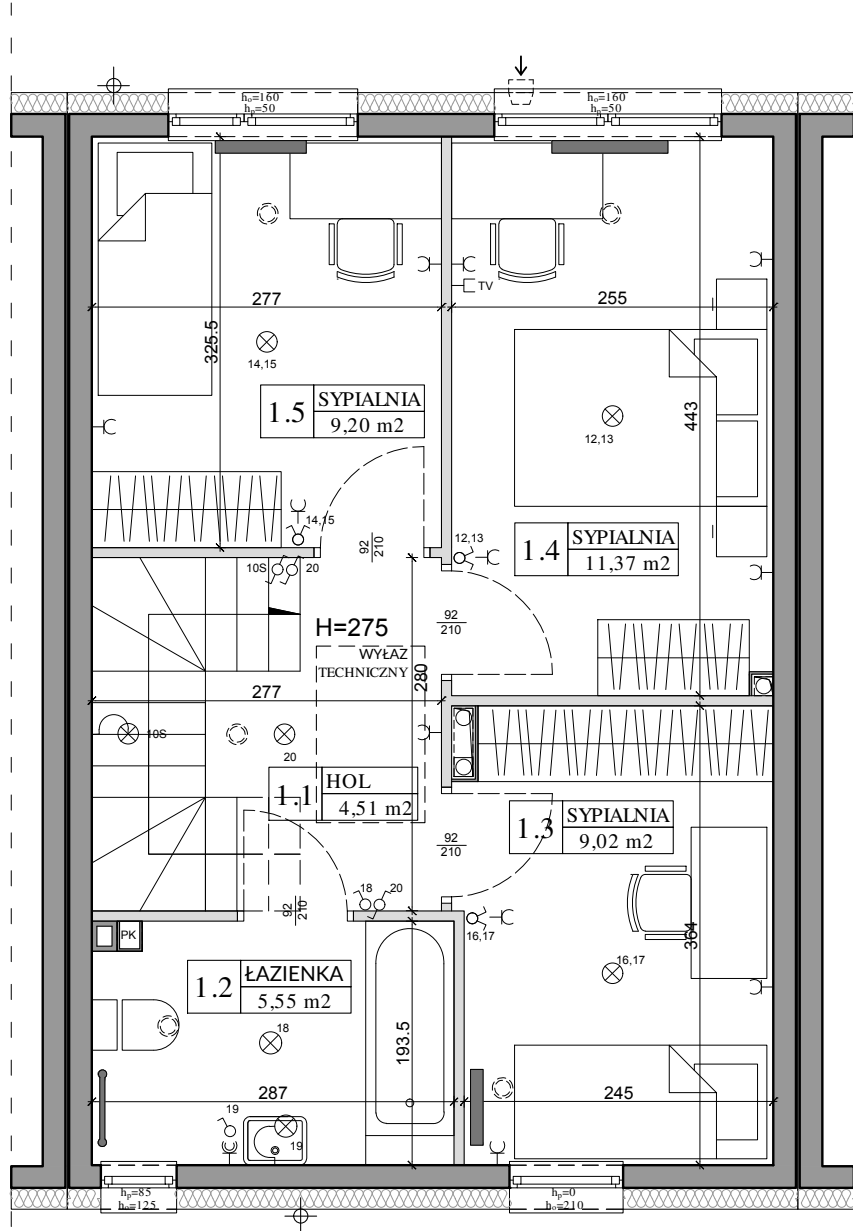 hₒ=160
hₚ=50
hₒ=160
hₚ=50
TV
277
255
325.5
443
14,15
12,13
1.5
SYPIALNIA
9,20 m2
14,15
92
210
12,13
1.4
SYPIALNIA
11,37 m2
10S
20
92
210
H=275
WYŁAZ
TECHNICZNY
277
280
10S
20
1.1
HOL
4,51 m2
1.3
SYPIALNIA
9,02 m2
92
210
18
20
92
210
16,17
364
PK
1.2
ŁAZIENKA
5,55 m2
16,17
18
193.5
287
245
19
19
hₚ=85
hₒ=125
hₚ=0
hₒ=210